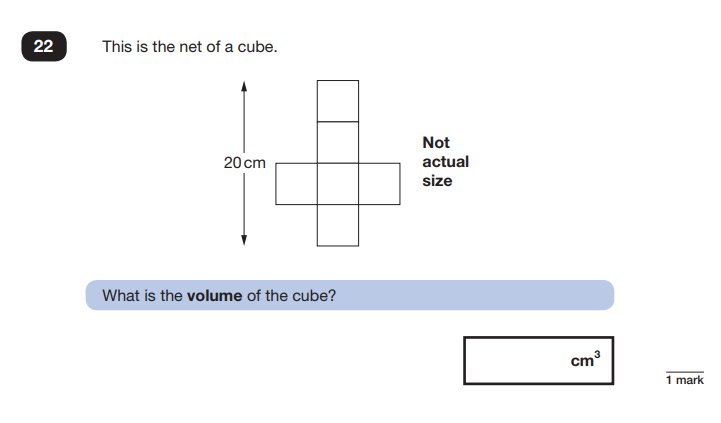 22
This is the net of a cube.
20 cm
Not
actual
size
What is the volume of the cube?
cm³
1 mark